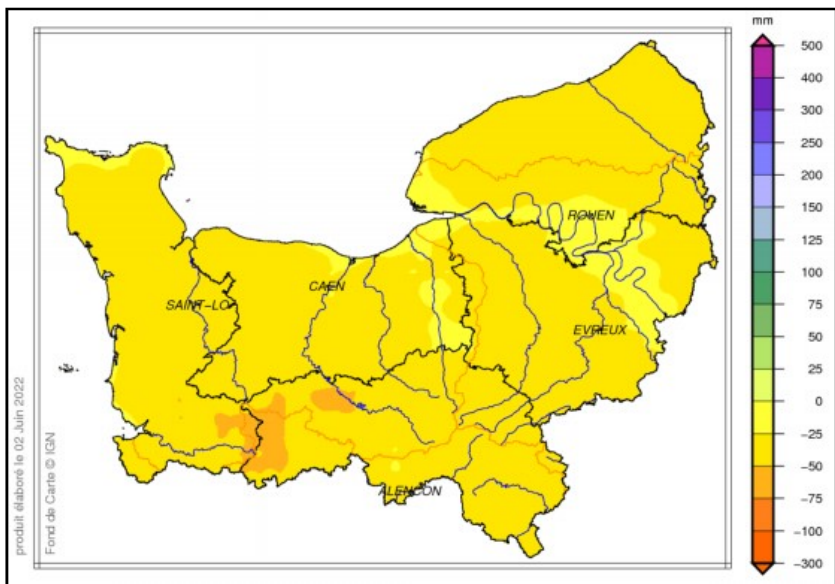 mm
500
400
300
250
200
150
125
100
75
50
25
0
−25
−50
−75
−100
−300
ROUEN
CAEN
SAINT−LO
EVREUX
ALENCON
produit élaboré le 02 Juin 2022
Fond de Carte © IGN